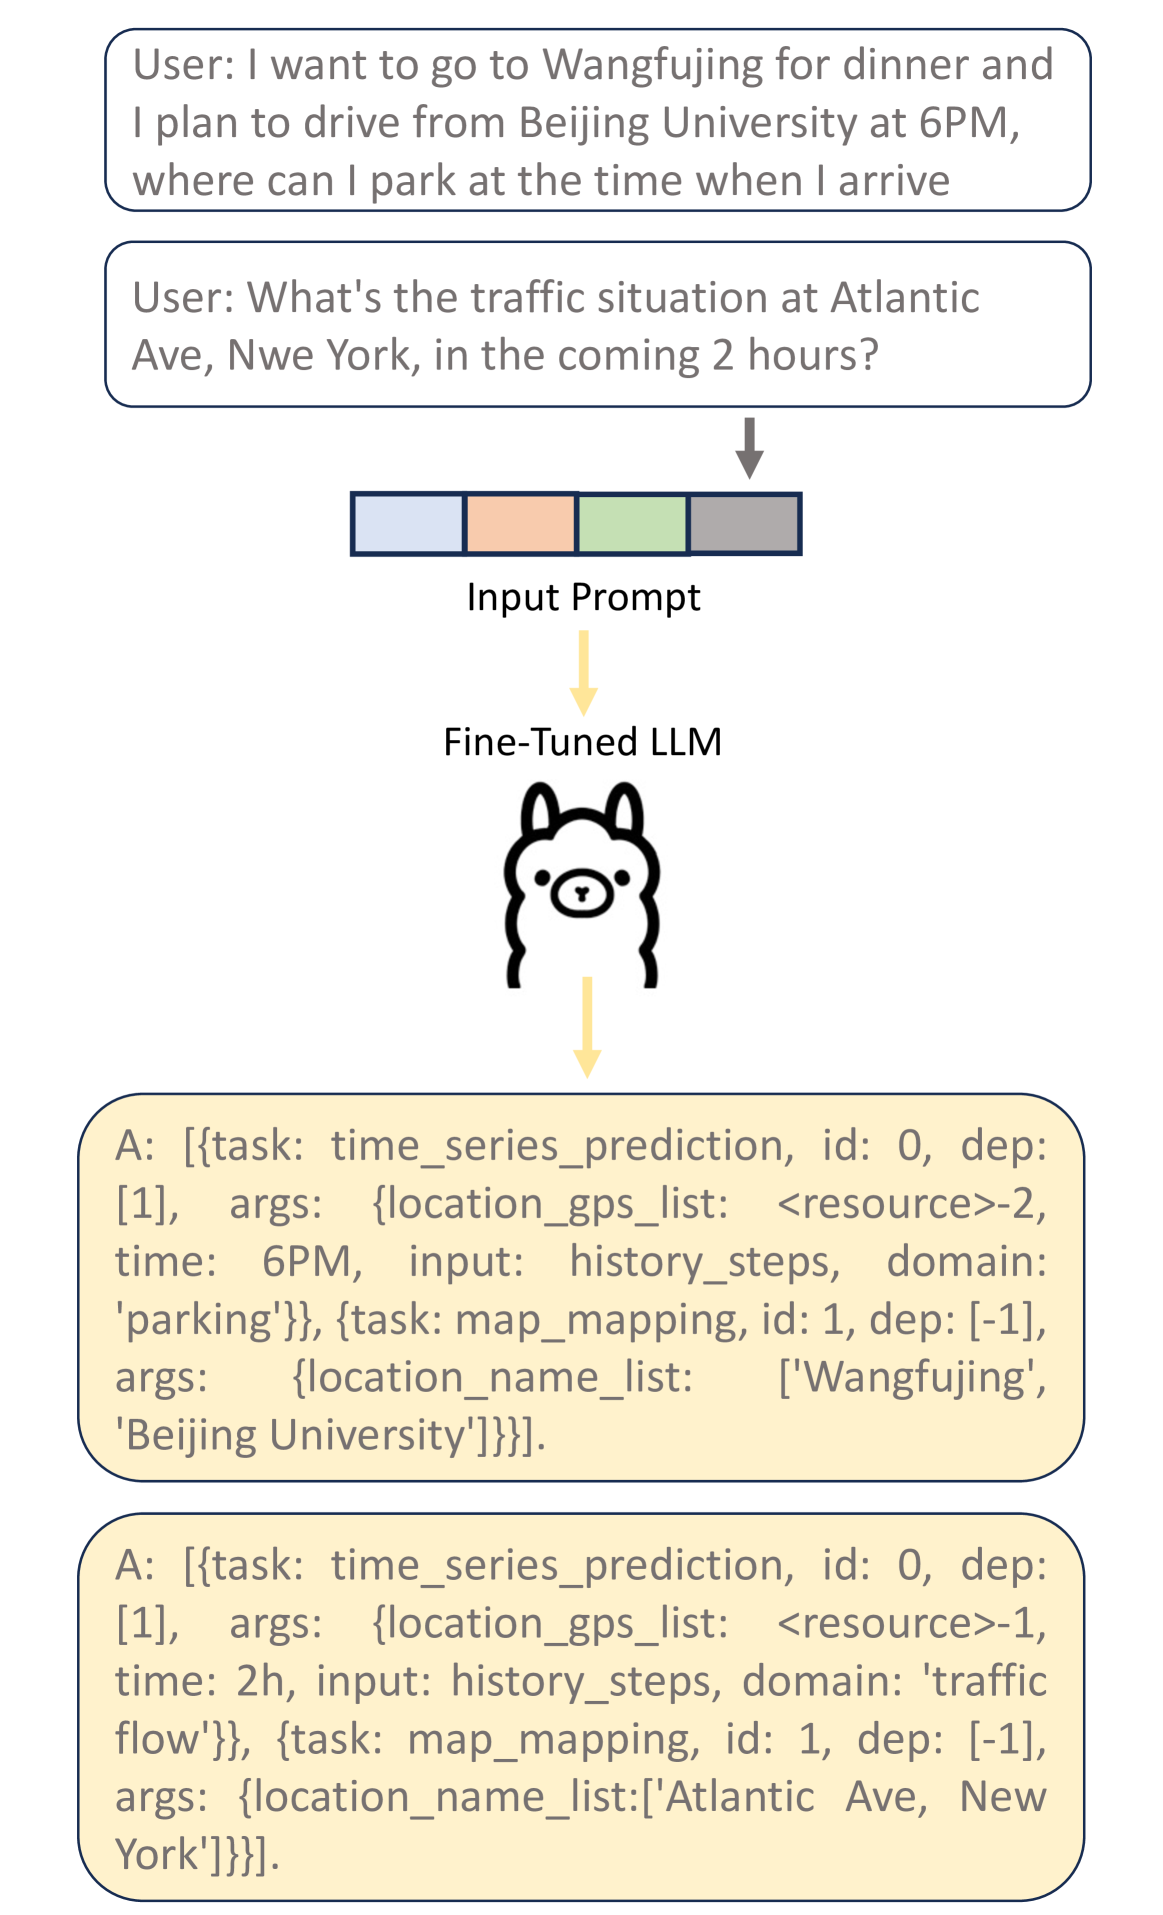 User: I want to go to Wangfujing for dinner and
I plan to drive from Beijing University at 6PM,
where can I park at the time when I arrive
User: What's the traffic situation at Atlantic
Ave, Nwe York, in the coming 2 hours?
Input Prompt
Fine-Tuned LLM
A: [{task: time_series_prediction, id: 0, dep:
[1], args: {location_gps_list: <resource>-2,
time: 6PM, input: history_steps, domain:
'parking'}}, {task: map_mapping, id: 1, dep: [-1],
args: {location_name_list: ['Wangfujing',
'Beijing University']}}].
A: [{task: time_series_prediction, id: 0, dep:
[1], args: {location_gps_list: <resource>-1,
time: 2h, input: history_steps, domain: 'traffic
flow'}}, {task: map_mapping, id: 1, dep: [-1],
args: {location_name_list:['Atlantic Ave, New
York']}}].